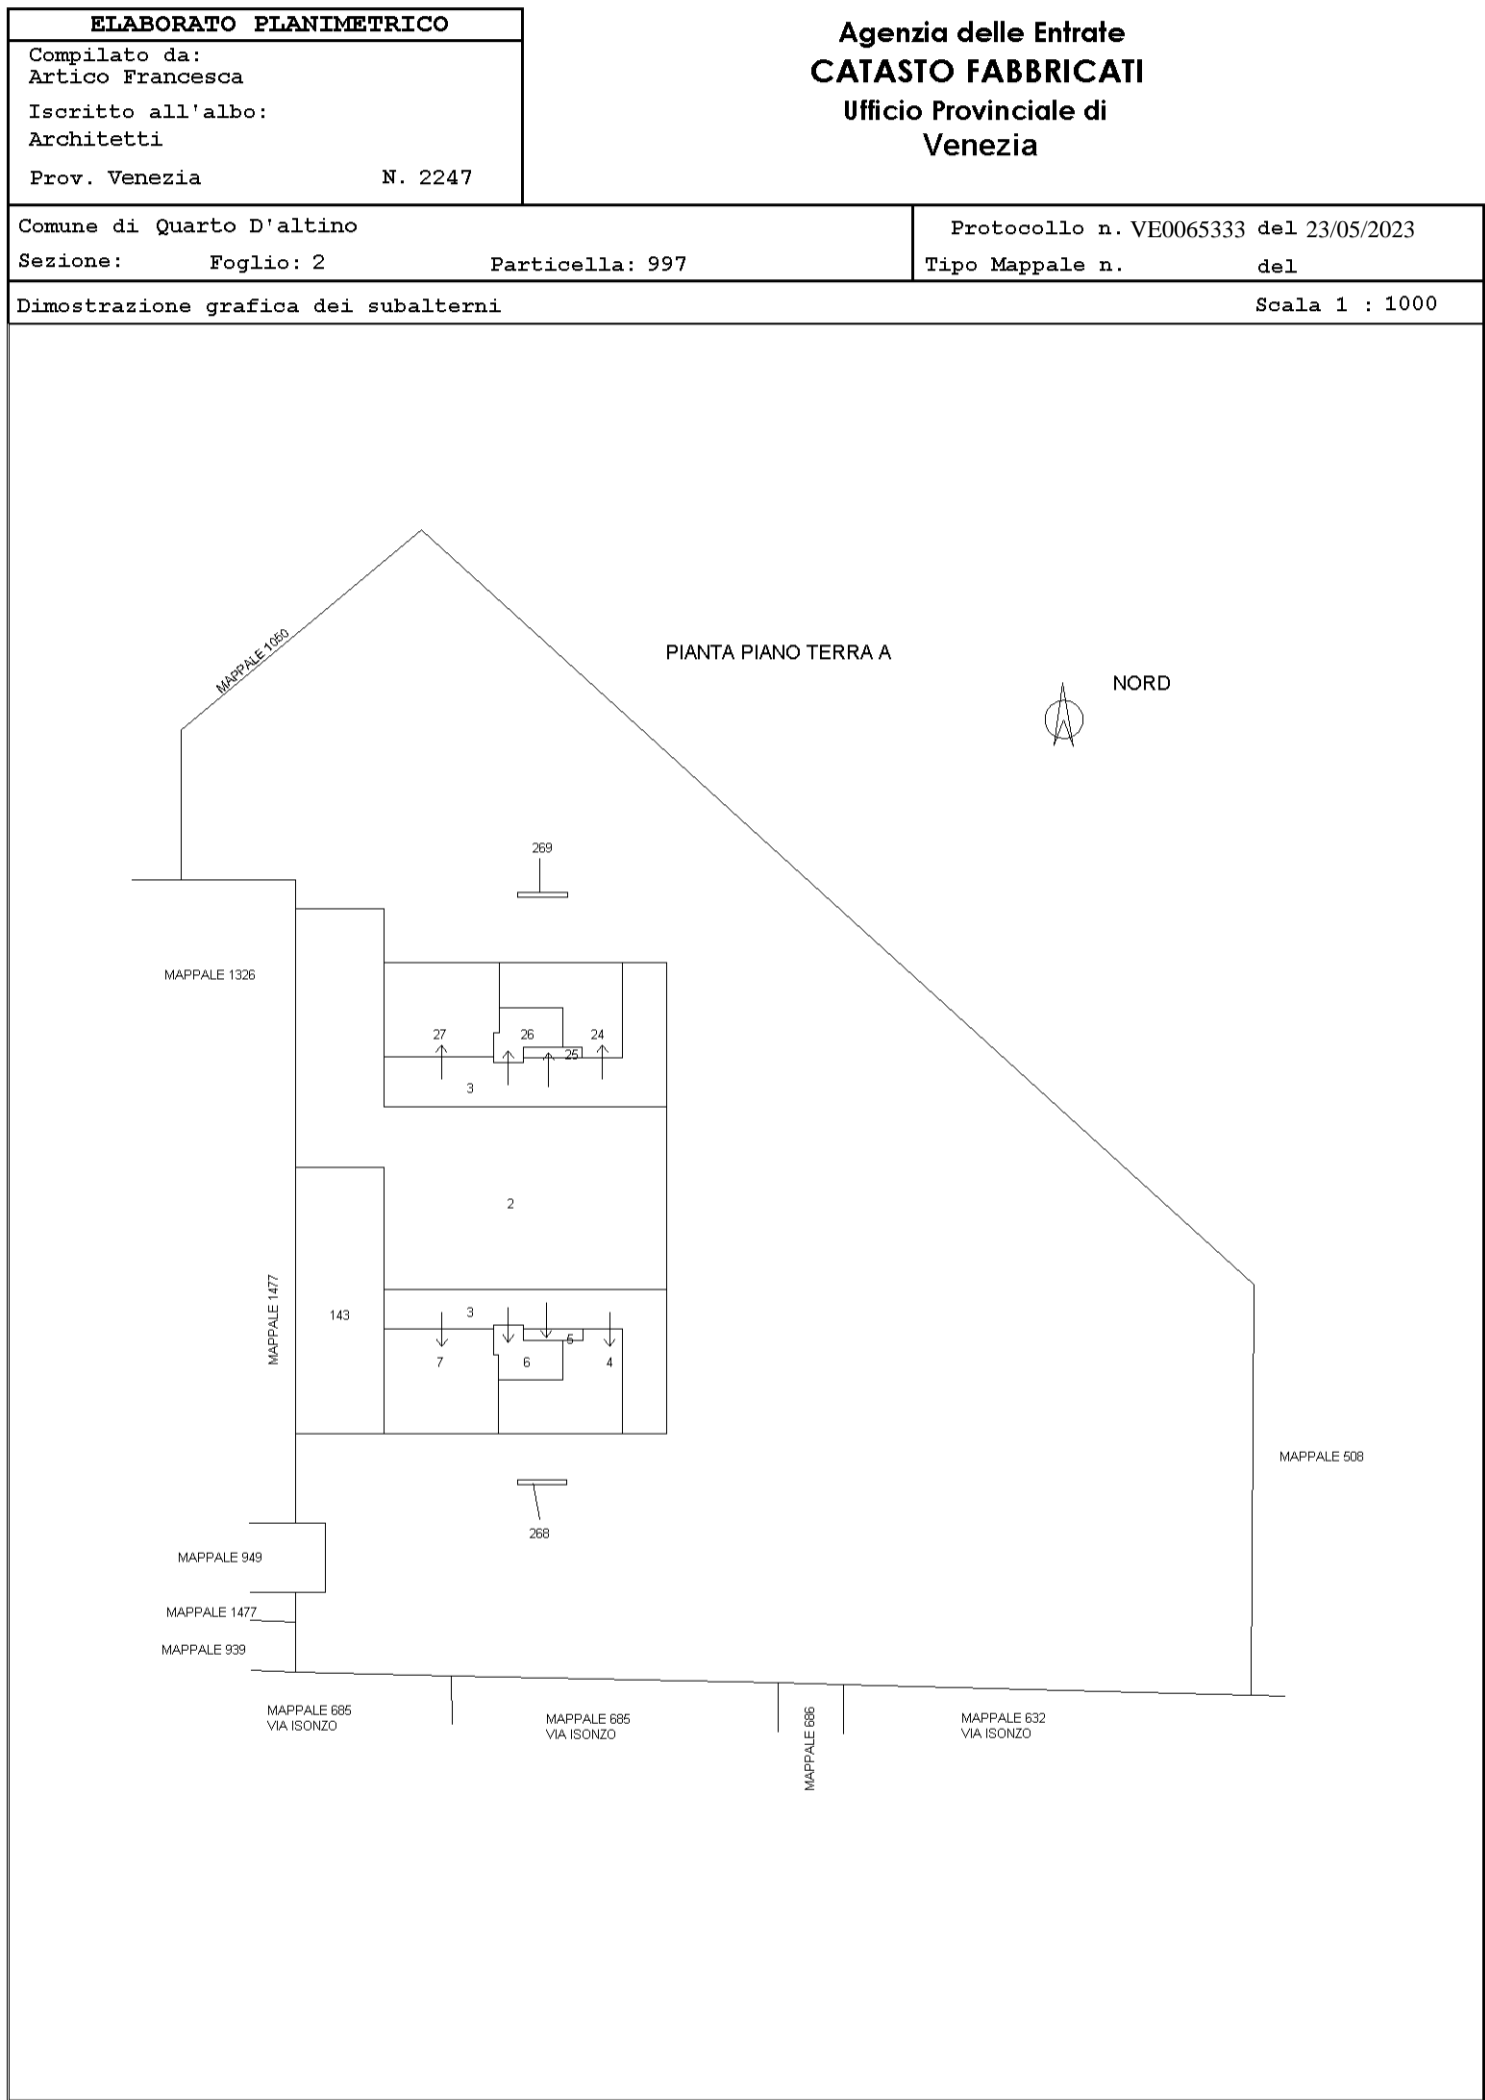 ELABORATO PLANIMETRICO
Compilato da:
Artico Francesca
Iscritto all'albo:
Architetti
Prov. Venezia N. 2247
Agenzia delle Entrate
CATASTO FABBRICATI
Ufficio Provinciale di
Venezia
Comune di Quarto D'altino
Sezione: Foglio: 2 Particella: 997
Protocollo n. VE0065333 del 23/05/2023
Tipo Mappale n. del
Dimostrazione grafica dei subalterni Scala 1 : 1000
MAPPALE 1050
PIANTA PIANO TERRA A
NORD
269
MAPPALE 1326
27 26 24
25
3
2
MAPPALE 1477
143
3
5
7 6 4
MAPPALE 508
268
MAPPALE 949
MAPPALE 1477
MAPPALE 939
MAPPALE 685
VIA ISONZO
MAPPALE 685
VIA ISONZO
MAPPALE 686
MAPPALE 632
VIA ISONZO